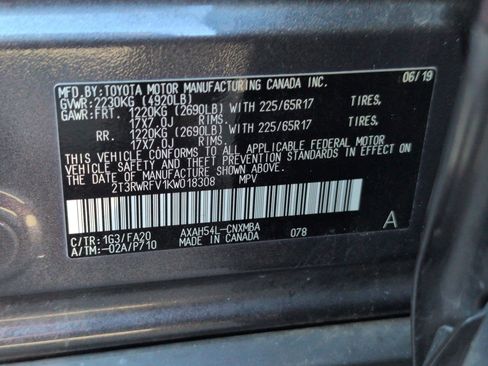 MFD.BY:TOYOTA MOTOR MANUFACTURING CANADA INC. 06/19
GVWR:2230KG (4920LB)
GAWR:FRT. 1220KG (2690LB) WITH 225/65R17 TIRES,
17X7.0J RIMS.
RR. 1220KG (2690LB) WITH 225/65R17 TIRES,
17X7.0J RIMS.
THIS VEHICLE CONFORMS TO ALL APPLICABLE FEDERAL MOTOR
VEHICLE SAFETY AND THEFT PREVENTION STANDARDS IN EFFECT ON
THE DATE OF MANUFACTURE SHOWN ABOVE.
2T3RWRFV1KW018308 MPV
A
C/TR:1G3/FA20 AXAH54L-CNXMBA
A/TM:-02A/P710 MADE IN CANADA 078